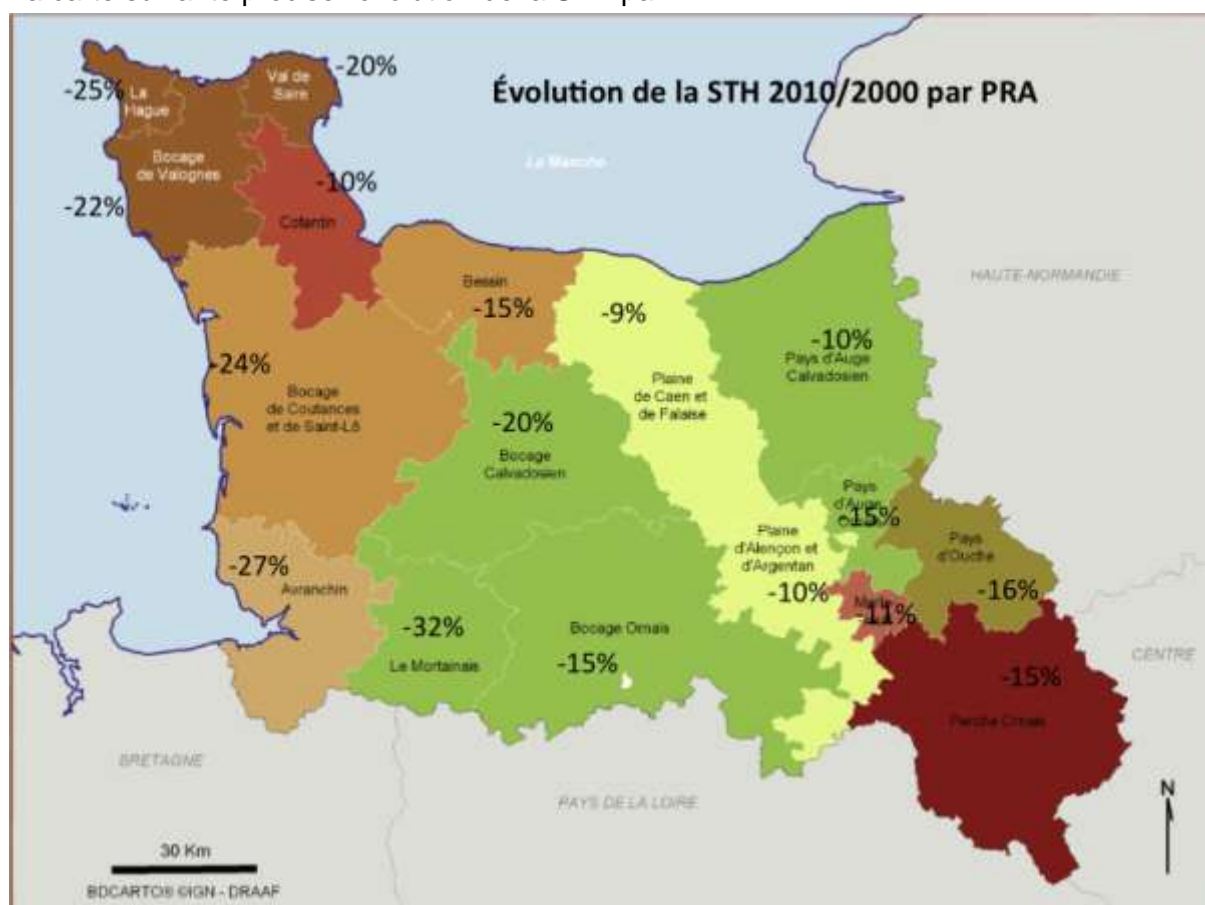 Évolution de la STH 2010/2000 par PRA
-25%
La
Hague
Val de
Saire
-20%
Bocage
de Valognes
-22%
-10%
Cotentin
La Manche
HAUTE-NORMANDIE
Bessin
-15%
-9%
-10%
Pays d'Auge
Calvadosien
-24%
Bocage
de Coutances
et de Saint-Lô
Plaine
de Caen et
de Falaise
-20%
Bocage
Calvadosien
Pays
d'Auge
-15%
Plaine
d'Alençon et
d'Argentan
-10%
Pays
d'Ouche
-16%
-27%
Avranchin
-11%
-32%
Le Mortainais
Bocage Ornais
-15%
-15%
Perche Ornais
CENTRE
BRETAGNE
PAYS DE LA LOIRE
N
30 Km
BDCARTO® ©IGN - DRAAF